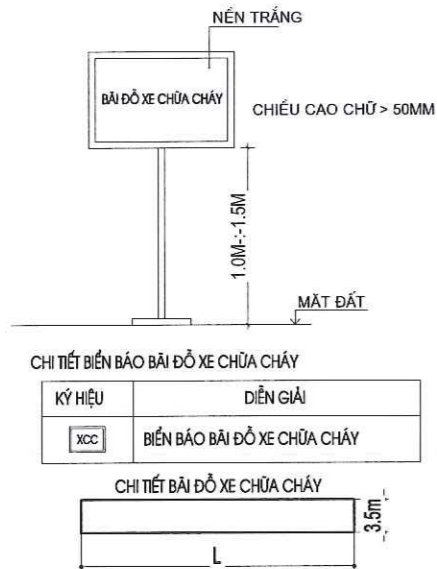 NỀN TRẮNG
BÃI ĐỖ XE CHỮA CHÁY
CHIỀU CAO CHỮ > 50MM
1.0M-:-1.5M
MẶT ĐẤT
CHI TIẾT BIỂN BÁO BÃI ĐỖ XE CHỮA CHÁY
KÝ HIỆU DIỄN GIẢI
XCC BIỂN BÁO BÃI ĐỖ XE CHỮA CHÁY
CHI TIẾT BÃI ĐỖ XE CHỮA CHÁY
3.5m
L